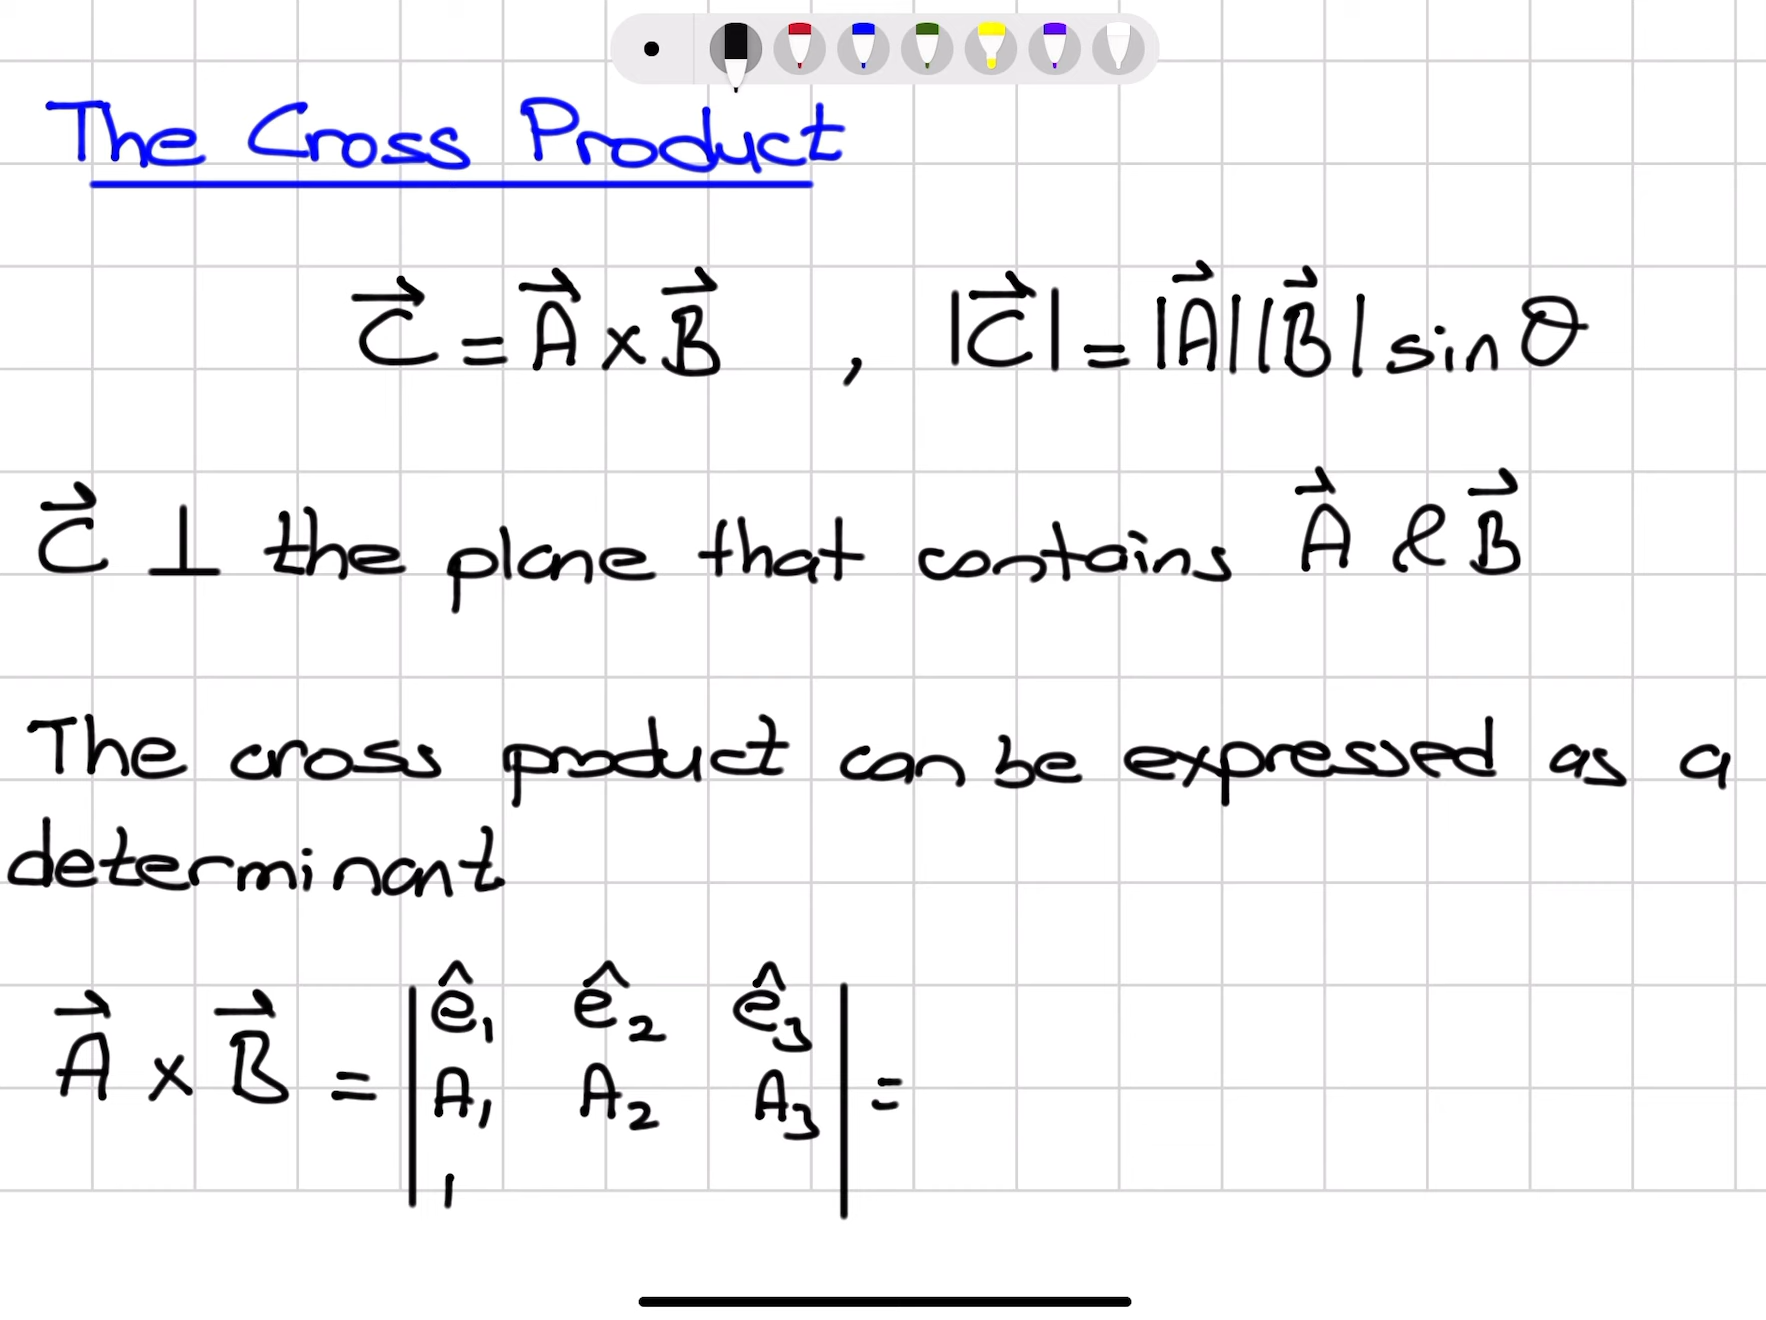 The Cross Product
C⃗ = A⃗ × B⃗ , |C⃗| = |A⃗||B⃗| sin θ
C⃗ ⊥ the plane that contains A⃗ & B⃗
The cross product can be expressed as a
determinant
A⃗ × B⃗ = | ê₁ ê₂ ê₃ | =
A₁ A₂ A₃